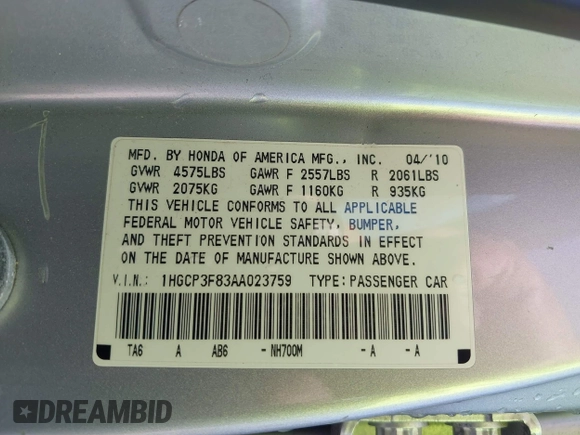 MFD. BY HONDA OF AMERICA MFG., INC. 04/'10
GVWR 4575LBS GAWR F 2557LBS R 2061LBS
GVWR 2075KG GAWR F 1160KG R 935KG
THIS VEHICLE CONFORMS TO ALL APPLICABLE
FEDERAL MOTOR VEHICLE SAFETY, BUMPER,
AND THEFT PREVENTION STANDARDS IN EFFECT
ON THE DATE OF MANUFACTURE SHOWN ABOVE.
V.I.N.: 1HGCP3F83AA023759 TYPE: PASSENGER CAR
TA6 A AB6 - NH700M - A - A
DREAMBID